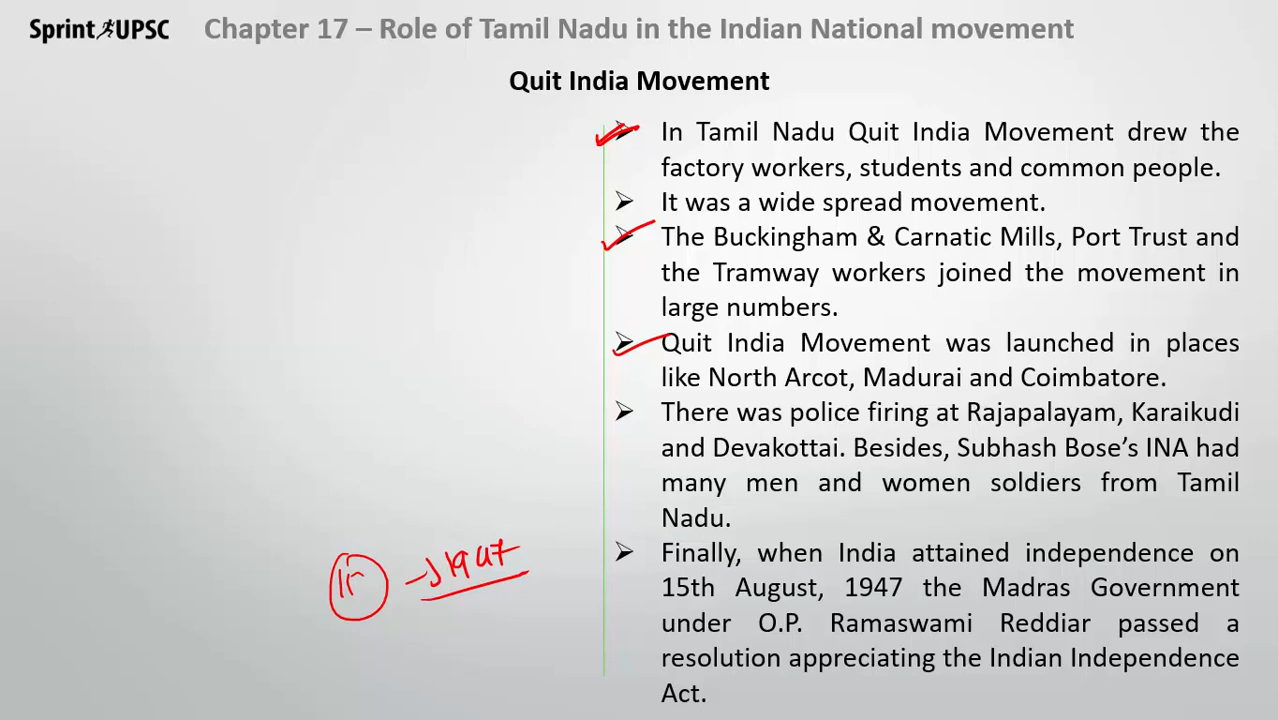 Sprint UPSC
Chapter 17 – Role of Tamil Nadu in the Indian National movement
Quit India Movement
➢ In Tamil Nadu Quit India Movement drew the
factory workers, students and common people.
➢ It was a wide spread movement.
➢ The Buckingham & Carnatic Mills, Port Trust and
the Tramway workers joined the movement in
large numbers.
➢ Quit India Movement was launched in places
like North Arcot, Madurai and Coimbatore.
➢ There was police firing at Rajapalayam, Karaikudi
and Devakottai. Besides, Subhash Bose’s INA had
many men and women soldiers from Tamil
Nadu.
15 → 1947
➢ Finally, when India attained independence on
15th August, 1947 the Madras Government
under O.P. Ramaswami Reddiar passed a
resolution appreciating the Indian Independence
Act.